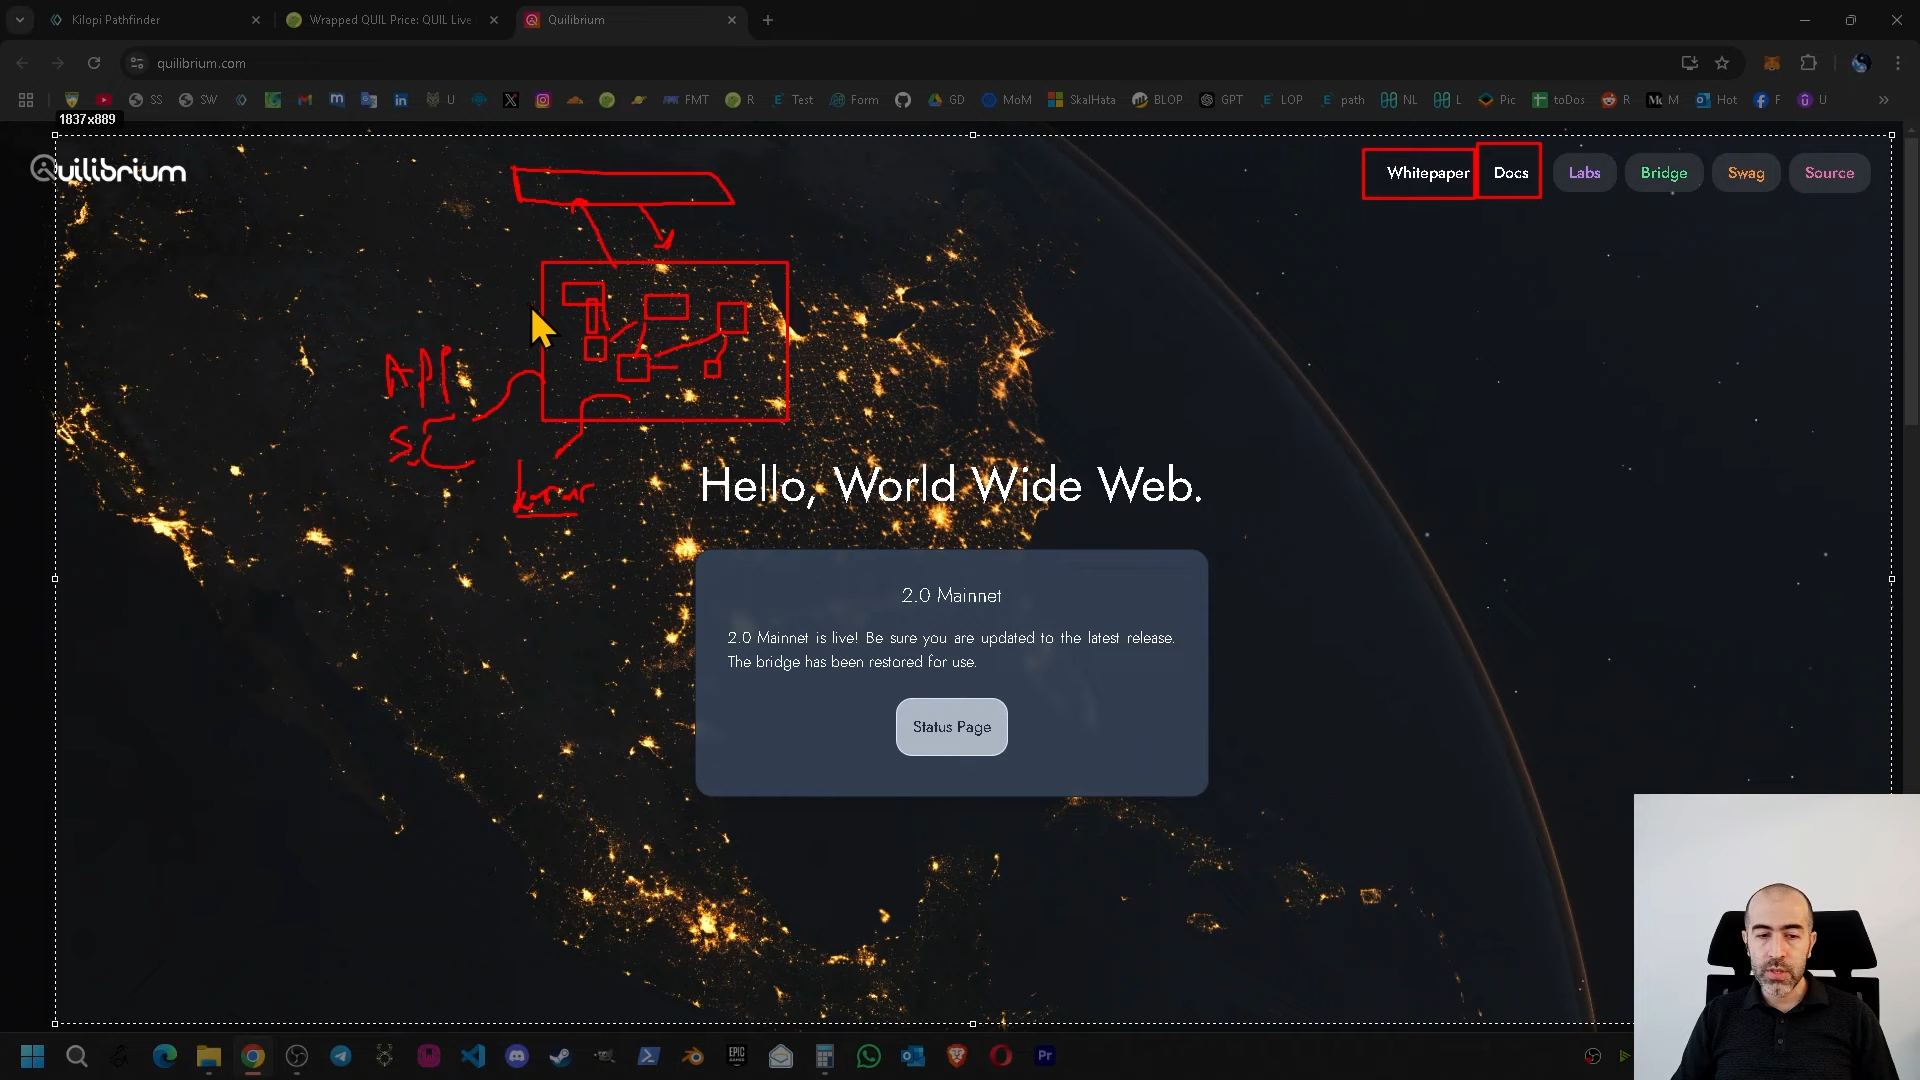 Kilopi Pathfinder
Wrapped QUIL Price: QUIL Live
Quilibrium
quilibrium.com
SS
SW
U
FMT
R
Test
Form
GD
MoM
SkalHata
BLOP
GPT
LOP
path
NL
L
Pic
toDos
R
M
Hot
F
U
1837x889
Quilibrium
Whitepaper
Docs
Labs
Bridge
Swag
Source
API
SC
karar
Hello, World Wide Web.
2.0 Mainnet
2.0 Mainnet is live! Be sure you are updated to the latest release.
The bridge has been restored for use.
Status Page